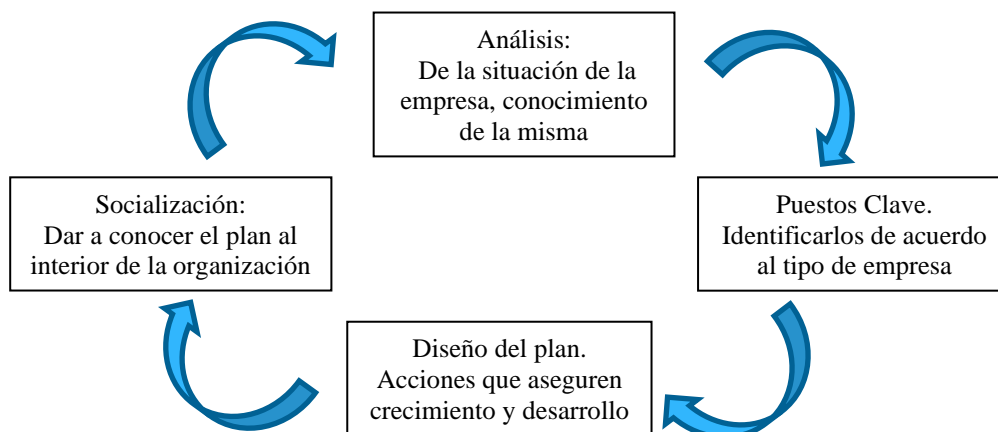 Análisis:
De la situación de la
empresa, conocimiento
de la misma
Puestos Clave.
Identificarlos de acuerdo
al tipo de empresa
Diseño del plan.
Acciones que aseguren
crecimiento y desarrollo
Socialización:
Dar a conocer el plan al
interior de la organización